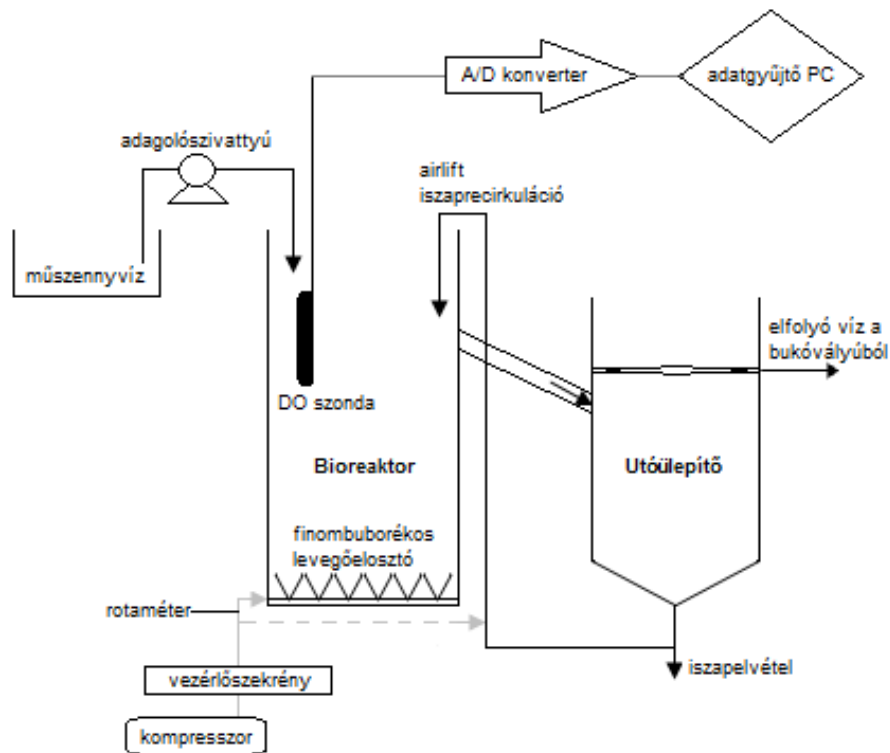 A/D konverter
adatgyűjtő PC
adagolószivattyú
airlift
iszaprecirkuláció
műszennyvíz
elfolyó víz a
bukóvályúból
DO szonda
Bioreaktor
Utóülepítő
finombuborékos
levegőelosztó
rotaméter
iszapelvétel
vezérlőszekrény
kompresszor